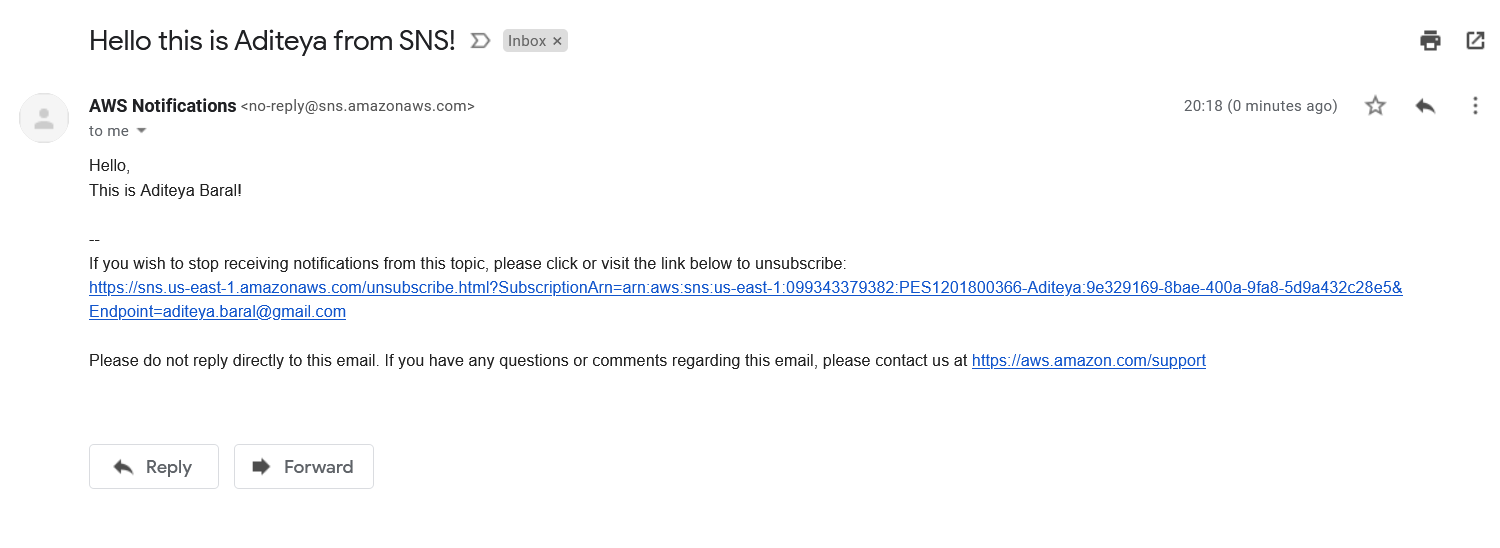 Hello this is Aditeya from SNS! Inbox ×
AWS Notifications <no-reply@sns.amazonaws.com> 20:18 (0 minutes ago)
to me
Hello,
This is Aditeya Baral!
--
If you wish to stop receiving notifications from this topic, please click or visit the link below to unsubscribe:
https://sns.us-east-1.amazonaws.com/unsubscribe.html?SubscriptionArn=arn:aws:sns:us-east-1:099343379382:PES1201800366-Aditeya:9e329169-8bae-400a-9fa8-5d9a432c28e5&
Endpoint=aditeya.baral@gmail.com
Please do not reply directly to this email. If you have any questions or comments regarding this email, please contact us at https://aws.amazon.com/support
Reply Forward